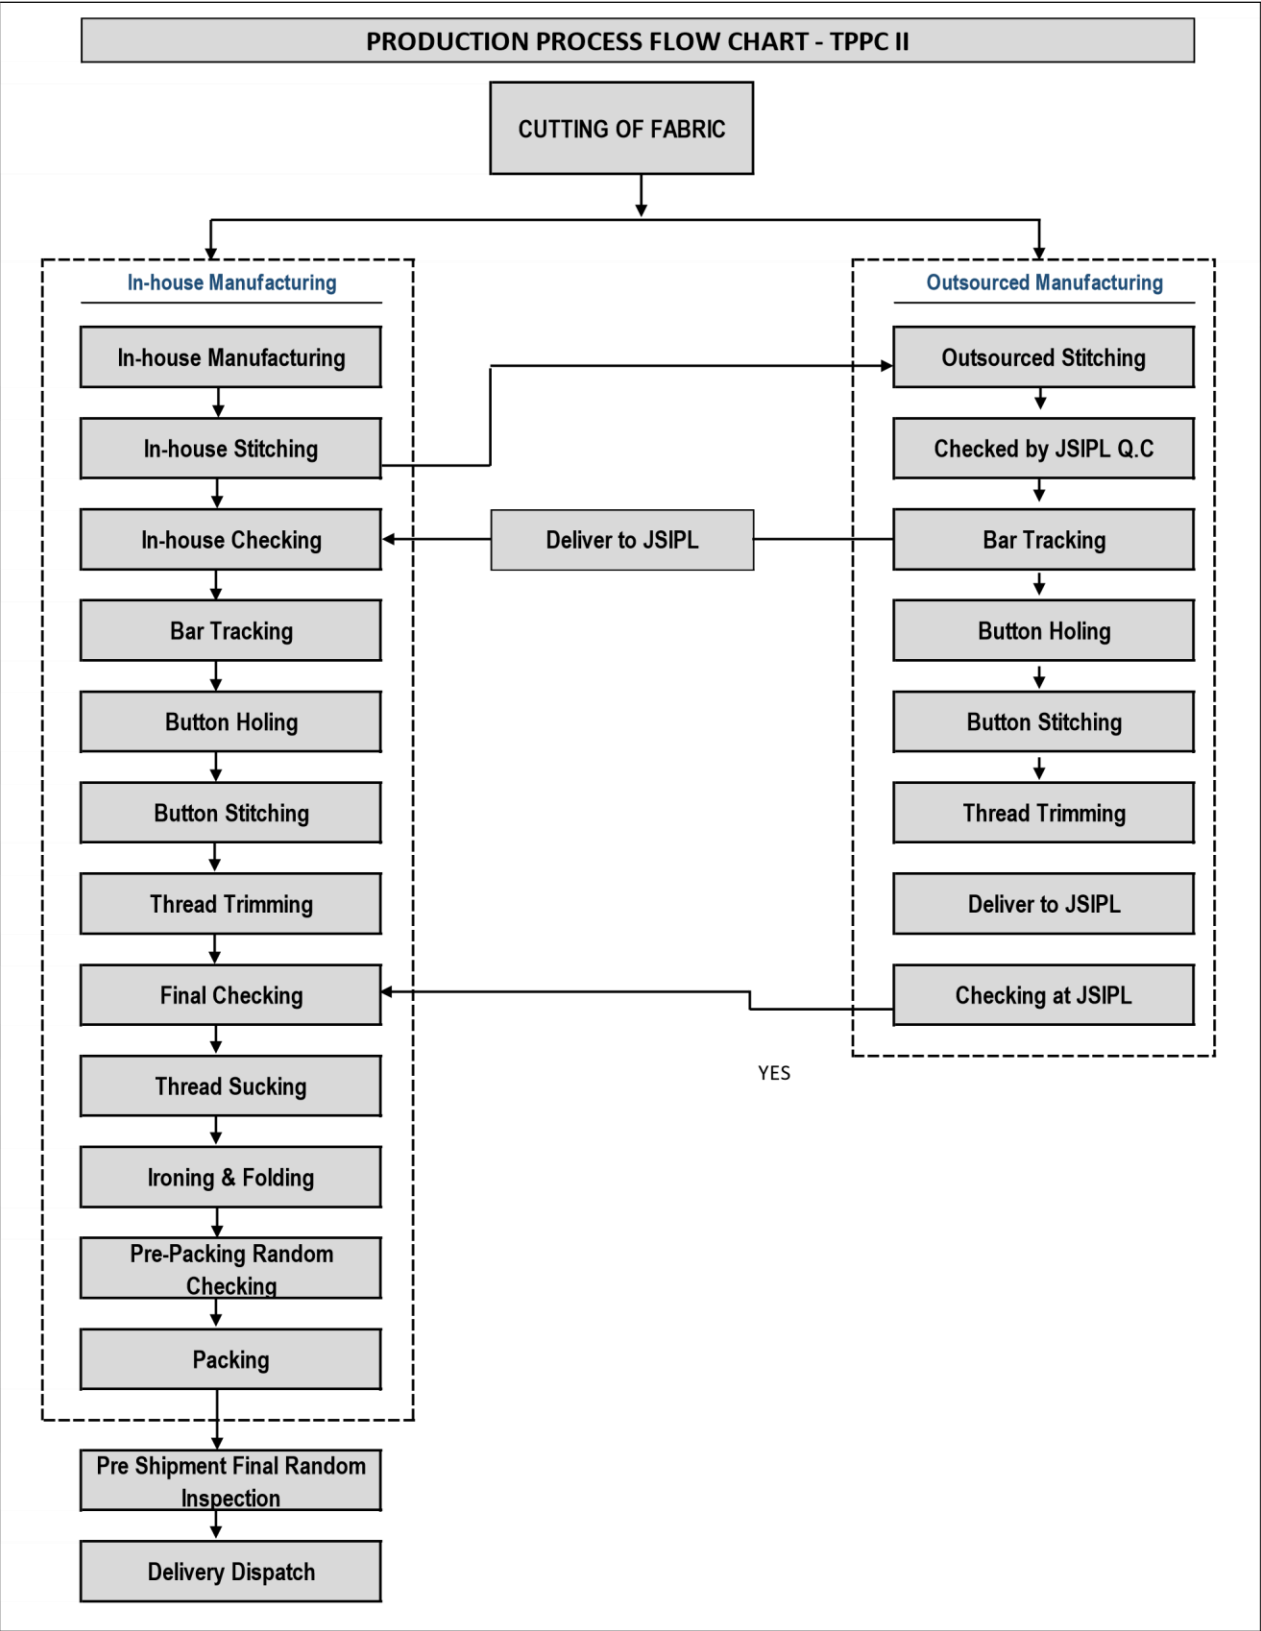 PRODUCTION PROCESS FLOW CHART - TPPC II
CUTTING OF FABRIC
In-house Manufacturing
In-house Manufacturing
In-house Stitching
In-house Checking
Bar Tracking
Button Holing
Button Stitching
Thread Trimming
Final Checking
Thread Sucking
Ironing & Folding
Pre-Packing Random
Checking
Packing
Pre Shipment Final Random
Inspection
Delivery Dispatch
Deliver to JSIPL
Outsourced Manufacturing
Outsourced Stitching
Checked by JSIPL Q.C
Bar Tracking
Button Holing
Button Stitching
Thread Trimming
Deliver to JSIPL
Checking at JSIPL
YES